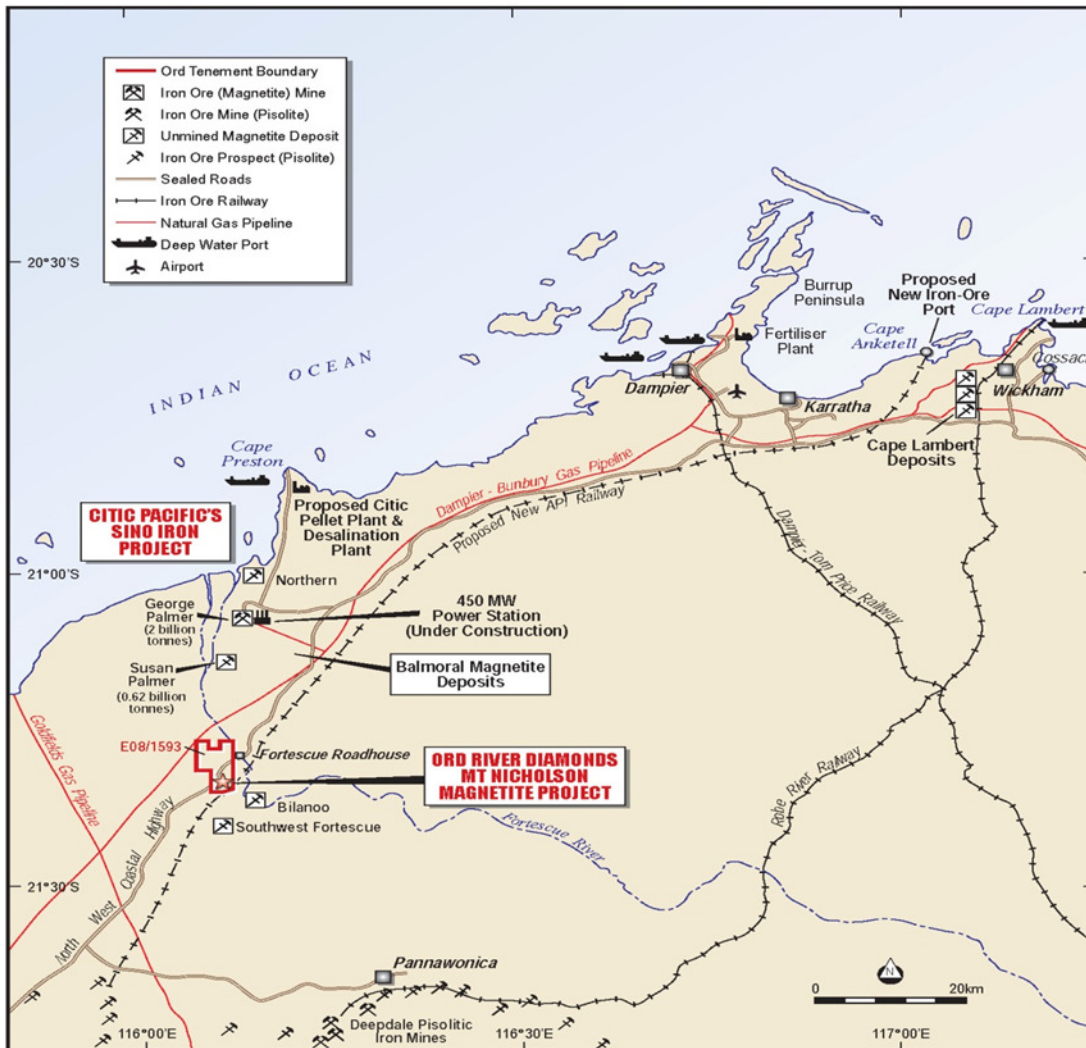 Ord Tenement Boundary
Iron Ore (Magnetite) Mine
Iron Ore Mine (Pisolite)
Unmined Magnetite Deposit
Iron Ore Prospect (Pisolite)
Sealed Roads
Iron Ore Railway
Natural Gas Pipeline
Deep Water Port
Airport
20°30'S
21°00'S
21°30'S
INDIAN OCEAN
Burrup
Peninsula
Proposed
New Iron-Ore
Port
Cape Lambert
Cape
Anketell
Fertiliser
Plant
Cossac
Dampier
Karratha
Wickham
Cape Lambert
Deposits
Cape
Preston
Proposed Citic
Pellet Plant &
Desalination
Plant
Dampier - Bunbury Gas Pipeline
Proposed New API Railway
CITIC PACIFIC'S
SINO IRON
PROJECT
Northern
George
Palmer
(2 billion
tonnes)
450 MW
Power Station
(Under Construction)
Dampier - Tom Price Railway
Susan
Palmer
(0.62 billion
tonnes)
Balmoral Magnetite
Deposits
Goldfields Gas Pipeline
E08/1593
Fortescue Roadhouse
ORD RIVER DIAMONDS
MT NICHOLSON
MAGNETITE PROJECT
Robe River Railway
Bilanoo
Southwest Fortescue
Fortescue River
North West Coastal Highway
Pannawonica
N
0 20km
Deepdale Pisolitic
Iron Mines
116°00'E
116°30'E
117°00'E